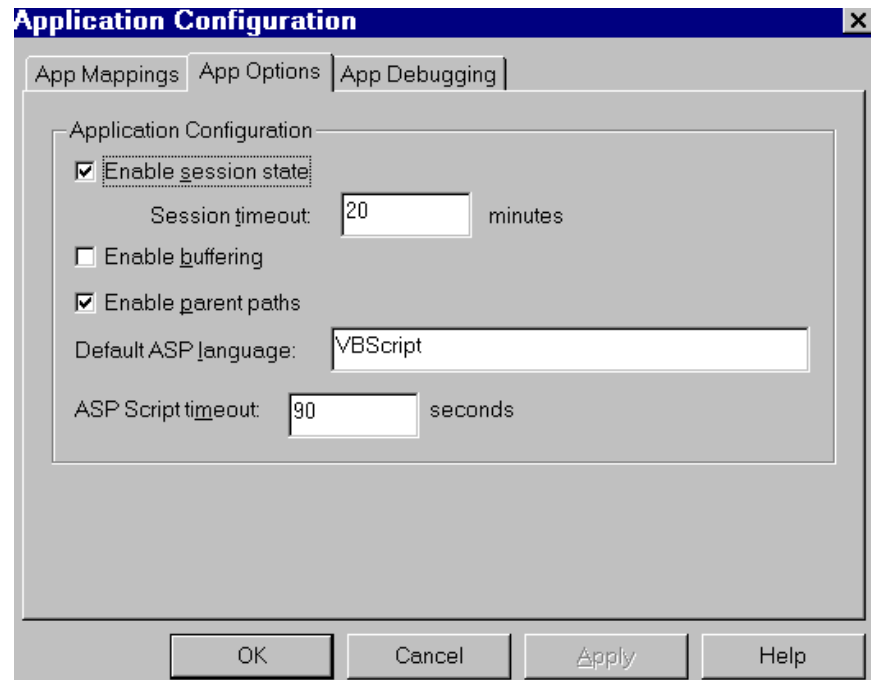 Application Configuration
App Mappings App Options App Debugging
Application Configuration
Enable session state
Session timeout: 20 minutes
Enable buffering
Enable parent paths
Default ASP language: VBScript
ASP Script timeout: 90 seconds
OK Cancel Apply Help